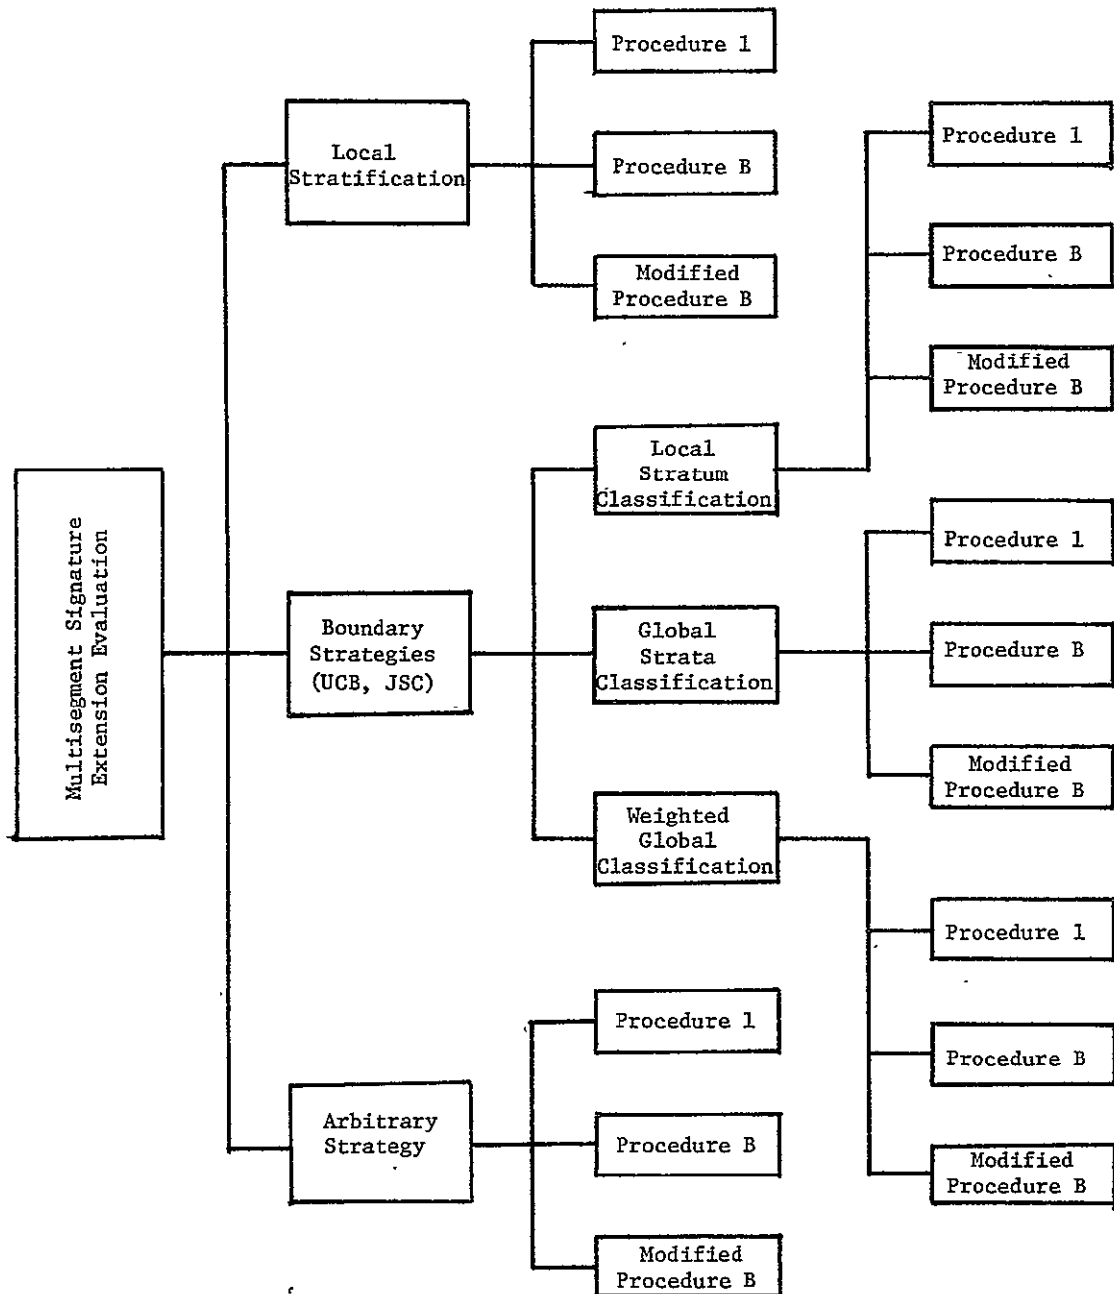 Multisegment Signature
Extension Evaluation
Local
Stratification
Procedure 1
Procedure B
Modified
Procedure B
Boundary
Strategies
(UCB, JSC)
Local
Stratum
Classification
Procedure 1
Procedure B
Modified
Procedure B
Global
Strata
Classification
Procedure 1
Procedure B
Modified
Procedure B
Weighted
Global
Classification
Procedure 1
Procedure B
Modified
Procedure B
Arbitrary
Strategy
Procedure 1
Procedure B
Modified
Procedure B